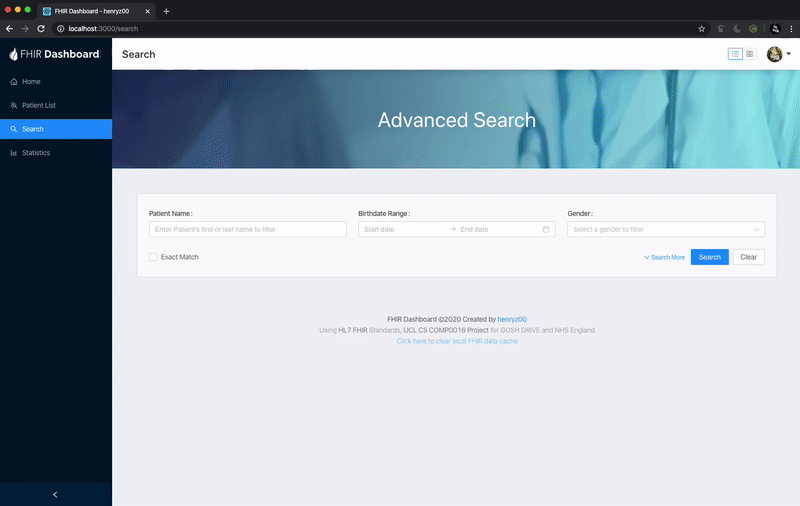 FHIR Dashboard - henryz00
localhost:3000/search
FHIR Dashboard
Search
Home
Patient List
Search
Statistics
Advanced Search
Patient Name:
Birthdate Range:
Gender:
Enter Patient's first or last name to filter
Start date
End date
Select a gender to filter
Exact Match
Search More
Search
Clear
FHIR Dashboard ©2020 Created by henryz00
Using HL7 FHIR Standards, UCL CS COMP0016 Project for GOSH DRIVE and NHS England
Click here to clear local FHIR data cache